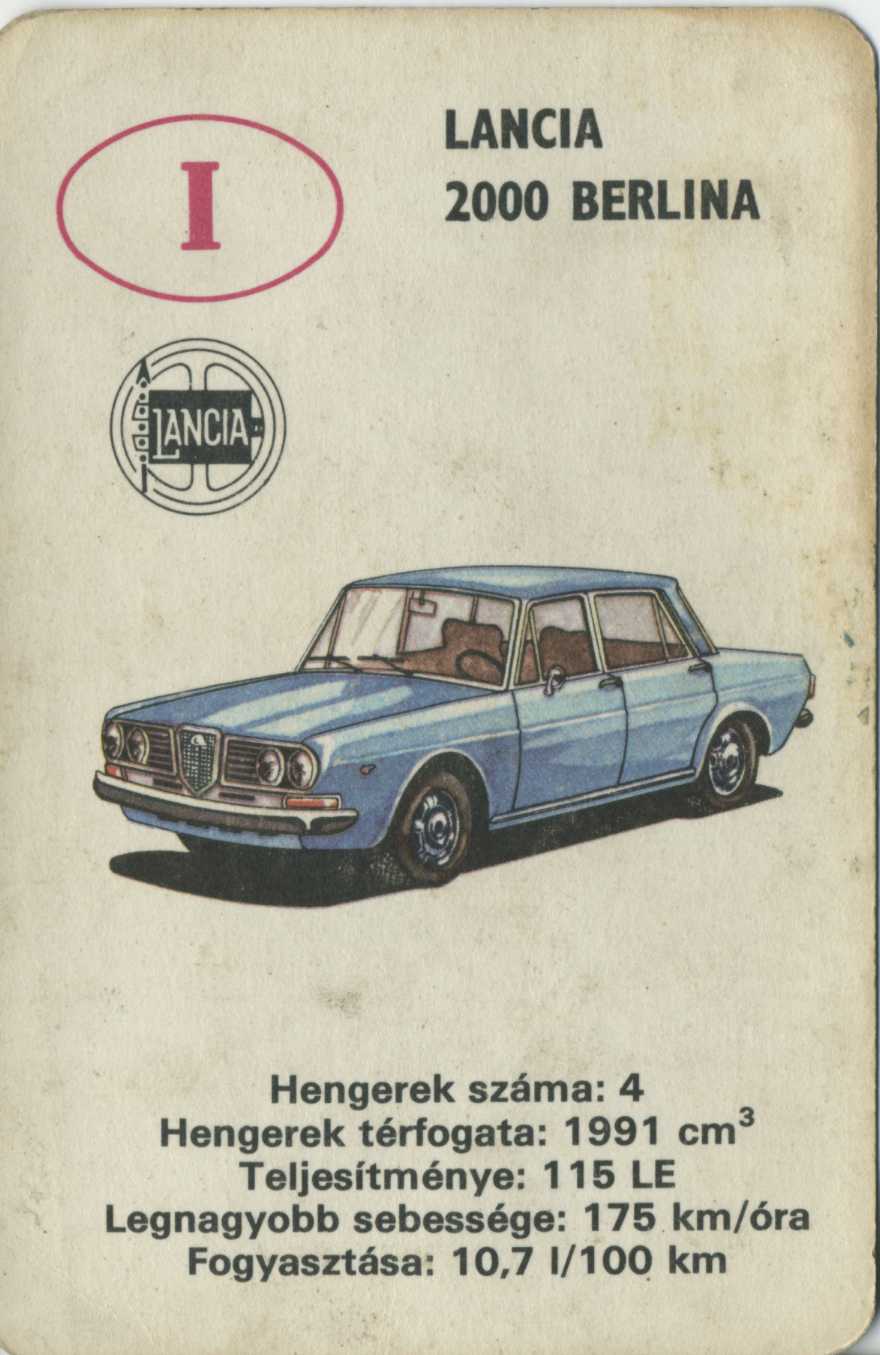 I
LANCIA
2000 BERLINA
LANCIA
Hengerek száma: 4
Hengerek térfogata: 1991 cm³
Teljesítménye: 115 LE
Legnagyobb sebessége: 175 km/óra
Fogyasztása: 10,7 l/100 km